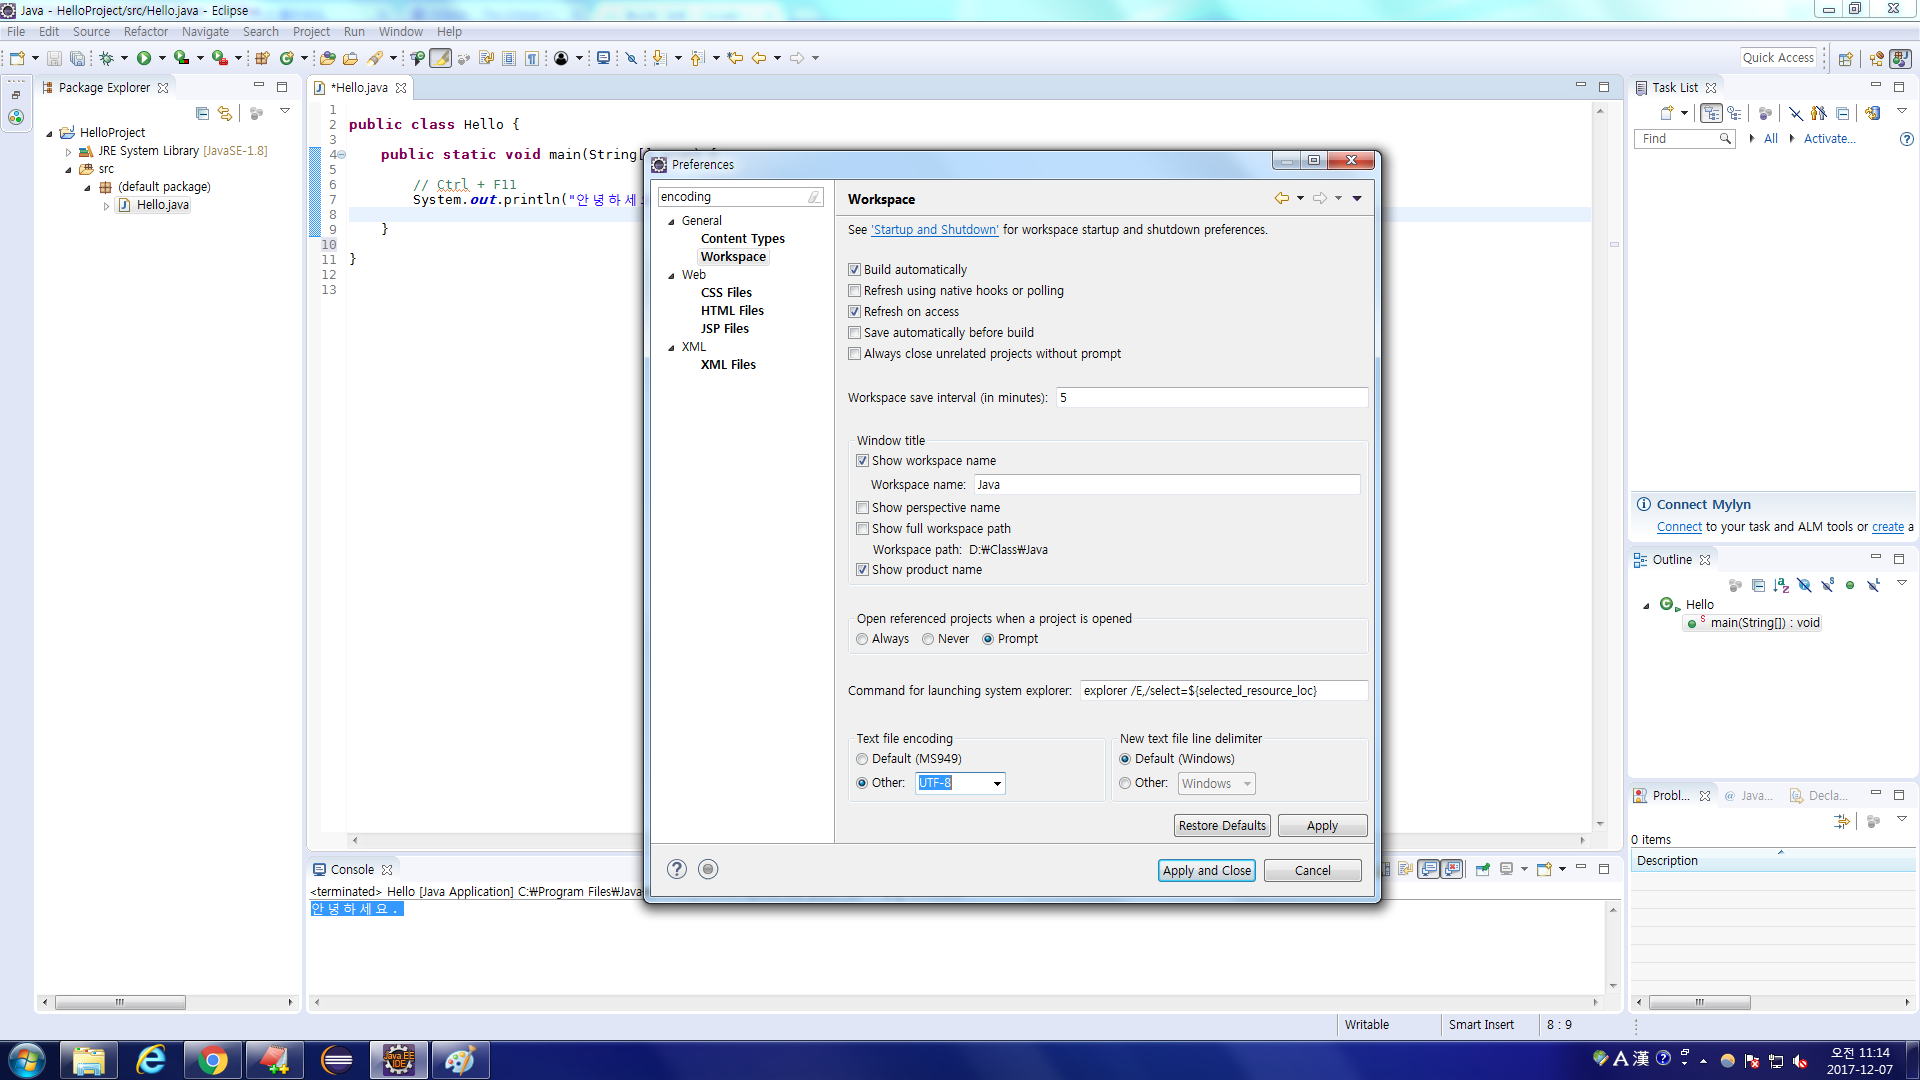 Java - HelloProject/src/Hello.java - Eclipse
File Edit Source Refactor Navigate Search Project Run Window Help
Quick Access
Package Explorer
HelloProject
JRE System Library [JavaSE-1.8]
src
(default package)
Hello.java
*Hello.java
1
2 public class Hello {
3
4 public static void main(String[
5
6 // Ctrl + F11
7 System.out.println("안녕하세
8
9 }
10
11 }
12
13
Preferences
encoding
General
Content Types
Workspace
Web
CSS Files
HTML Files
JSP Files
XML
XML Files
Workspace
See 'Startup and Shutdown' for workspace startup and shutdown preferences.
Build automatically
Refresh using native hooks or polling
Refresh on access
Save automatically before build
Always close unrelated projects without prompt
Workspace save interval (in minutes): 5
Window title
Show workspace name
Workspace name: Java
Show perspective name
Show full workspace path
Workspace path: D:₩Class₩Java
Show product name
Open referenced projects when a project is opened
Always Never Prompt
Command for launching system explorer: explorer /E,/select=${selected_resource_loc}
Text file encoding
Default (MS949)
Other: UTF-8
New text file line delimiter
Default (Windows)
Other: Windows
Restore Defaults Apply
Apply and Close Cancel
Console
<terminated> Hello [Java Application] C:₩Program Files₩Java
안녕하세요.
Task List
Find All Activate...
Connect Mylyn
Connect to your task and ALM tools or create a
Outline
Hello
main(String[]) : void
Probl... @ Java... Decla...
0 items
Description
Writable Smart Insert 8 : 9
A 漢
오전 11:14
2017-12-07